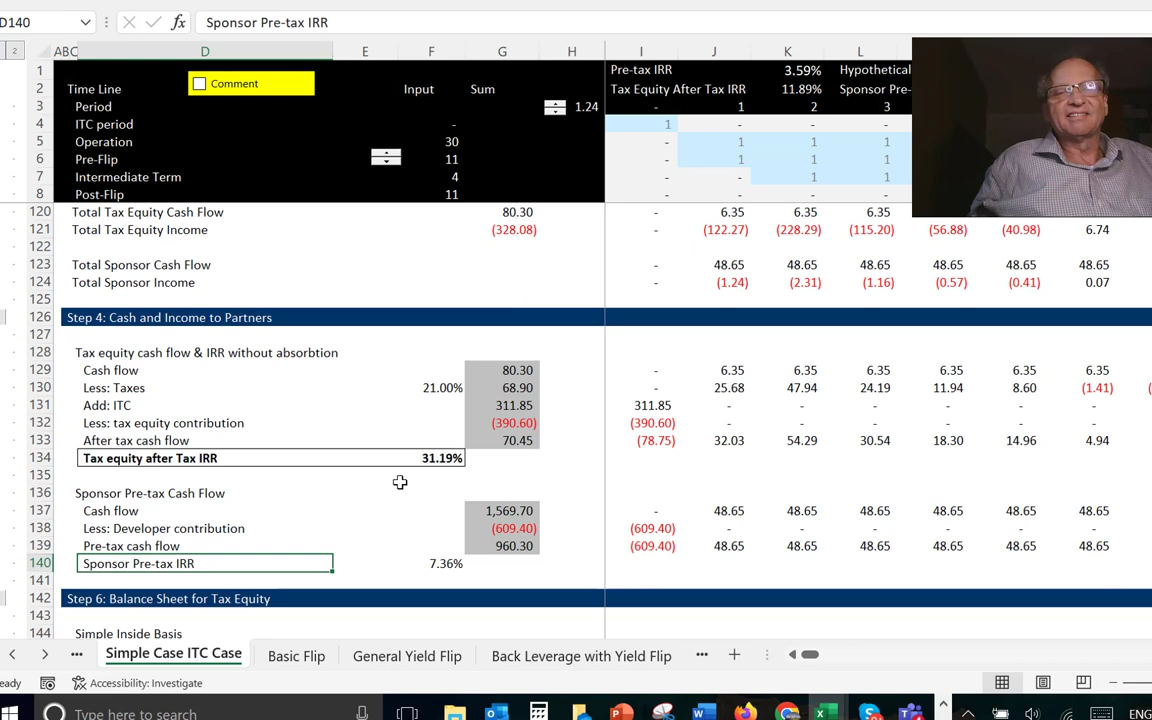 D140 Sponsor Pre-tax IRR
2
ABC D E F G H I J K L
1 Pre-tax IRR 3.59% Hypothetical
Comment
2 Time Line Input Sum Tax Equity After Tax IRR 11.89% Sponsor Pre-
3 Period 1.24 - 1 2 3
4 ITC period - 1 - - -
5 Operation 30 - 1 1 1
6 Pre-Flip 11 - 1 1 1
7 Intermediate Term 4 - - 1 1
8 Post-Flip 11 - - - -
120 Total Tax Equity Cash Flow 80.30 - 6.35 6.35 6.35 6.35 6.35 6.35
121 Total Tax Equity Income (328.08) - (122.27) (228.29) (115.20) (56.88) (40.98) 6.74
122
123 Total Sponsor Cash Flow - 48.65 48.65 48.65 48.65 48.65 48.65
124 Total Sponsor Income - (1.24) (2.31) (1.16) (0.57) (0.41) 0.07
125
126 Step 4: Cash and Income to Partners
127
128 Tax equity cash flow & IRR without absorbtion
129 Cash flow 80.30 - 6.35 6.35 6.35 6.35 6.35 6.35
130 Less: Taxes 21.00% 68.90 - 25.68 47.94 24.19 11.94 8.60 (1.41) (
131 Add: ITC 311.85 311.85 - - - - - -
132 Less: tax equity contribution (390.60) (390.60) - - - - - -
133 After tax cash flow 70.45 (78.75) 32.03 54.29 30.54 18.30 14.96 4.94
134 Tax equity after Tax IRR 31.19%
135
136 Sponsor Pre-tax Cash Flow
137 Cash flow 1,569.70 - 48.65 48.65 48.65 48.65 48.65 48.65
138 Less: Developer contribution (609.40) (609.40) - - - - - -
139 Pre-tax cash flow 960.30 (609.40) 48.65 48.65 48.65 48.65 48.65 48.65
140 Sponsor Pre-tax IRR 7.36%
141
142 Step 6: Balance Sheet for Tax Equity
143
144 Simple Inside Basis
Simple Case ITC Case Basic Flip General Yield Flip Back Leverage with Yield Flip
eady Accessibility: Investigate
Type here to search ENG